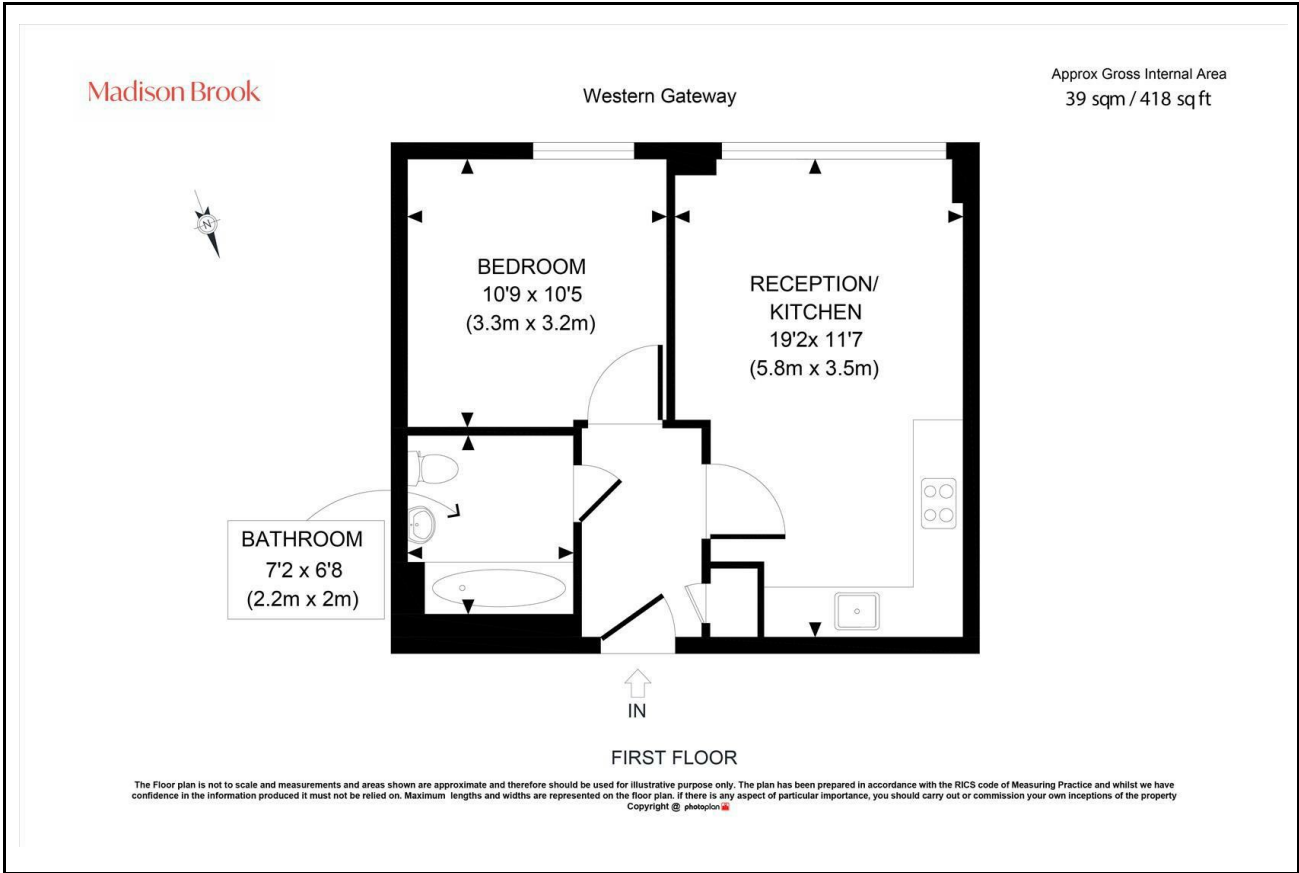 Madison Brook
Western Gateway
Approx Gross Internal Area
39 sqm / 418 sq ft
N
BEDROOM
10'9 x 10'5
(3.3m x 3.2m)
RECEPTION/
KITCHEN
19'2x 11'7
(5.8m x 3.5m)
BATHROOM
7'2 x 6'8
(2.2m x 2m)
IN
FIRST FLOOR
The Floor plan is not to scale and measurements and areas shown are approximate and therefore should be used for illustrative purpose only. The plan has been prepared in accordance with the RICS code of Measuring Practice and whilst we have
confidence in the information produced it must not be relied on. Maximum lengths and widths are represented on the floor plan. if there is any aspect of particular importance, you should carry out or commission your own inceptions of the property
Copyright @ photoplan